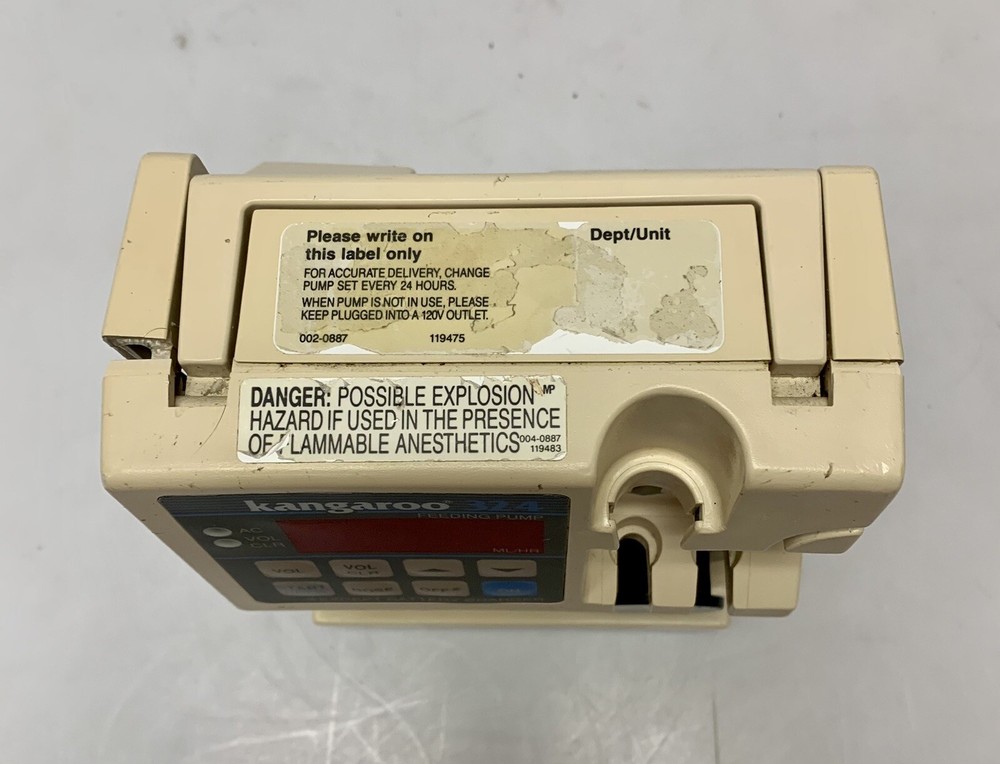 Please write on
this label only
Dept/Unit
FOR ACCURATE DELIVERY, CHANGE
PUMP SET EVERY 24 HOURS.
WHEN PUMP IS NOT IN USE, PLEASE
KEEP PLUGGED INTO A 120V OUTLET.
002-0887 119475
DANGER: POSSIBLE EXPLOSION MP
HAZARD IF USED IN THE PRESENCE
OF FLAMMABLE ANESTHETICS 004-0887
119483
kangaroo 324
FEEDING PUMP
AC
VOL
CLR
ML/HR
VOL
VOL
CLR
START